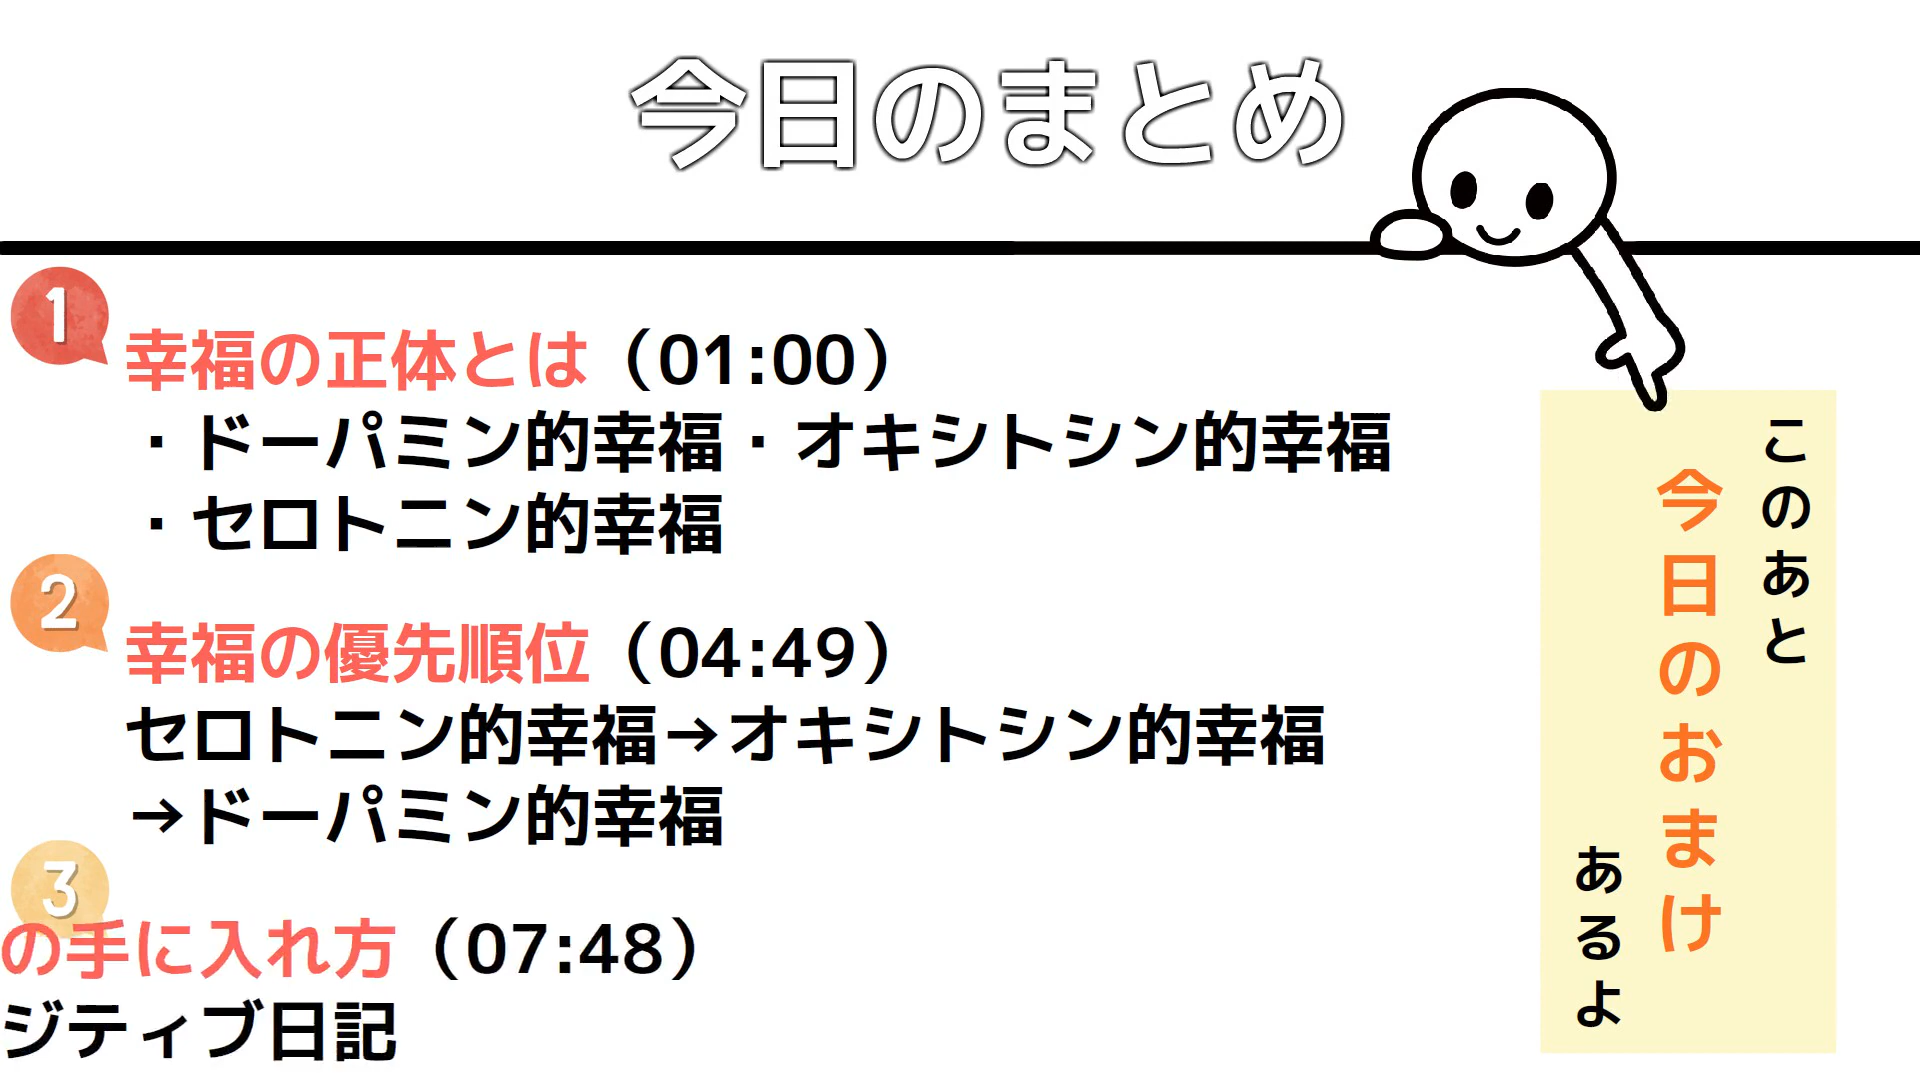 今日のまとめ
1
幸福の正体とは（01:00）
・ドーパミン的幸福・オキシトシン的幸福
・セロトニン的幸福
2
幸福の優先順位（04:49）
セロトニン的幸福→オキシトシン的幸福
→ドーパミン的幸福
3
の手に入れ方（07:48）
ジティブ日記
このあと
今日のおまけ
あるよ